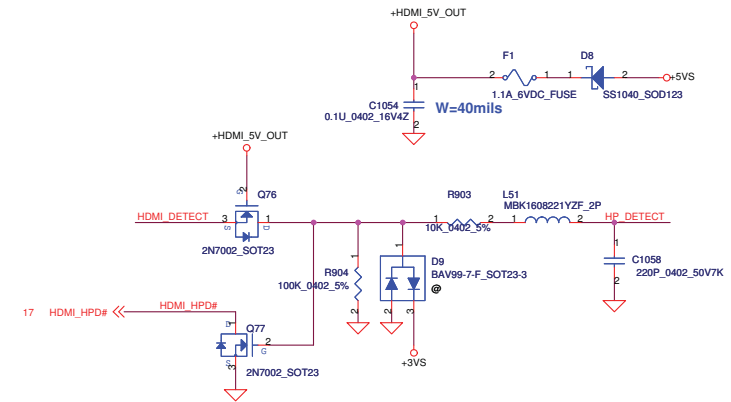 +HDMI_5V_OUT
F1
D8
2 1 1 2 +5VS
1.1A_6VDC_FUSE SS1040_SOD123
1
C1054
0.1U_0402_16V4Z
W=40mils
2
+HDMI_5V_OUT
2
G
Q76
HDMI_DETECT 3 1
S D
2N7002_SOT23
R903
1 2
10K_0402_5%
L51
MBK1608221YZF_2P
1 2
HP_DETECT
1
C1058
220P_0402_50V7K
2
1
R904
100K_0402_5%
2
1
D9
BAV99-7-F_SOT23-3
@
2 3
+3VS
17 HDMI_HPD# HDMI_HPD#
1
D
Q77
2
G
S
3
2N7002_SOT23